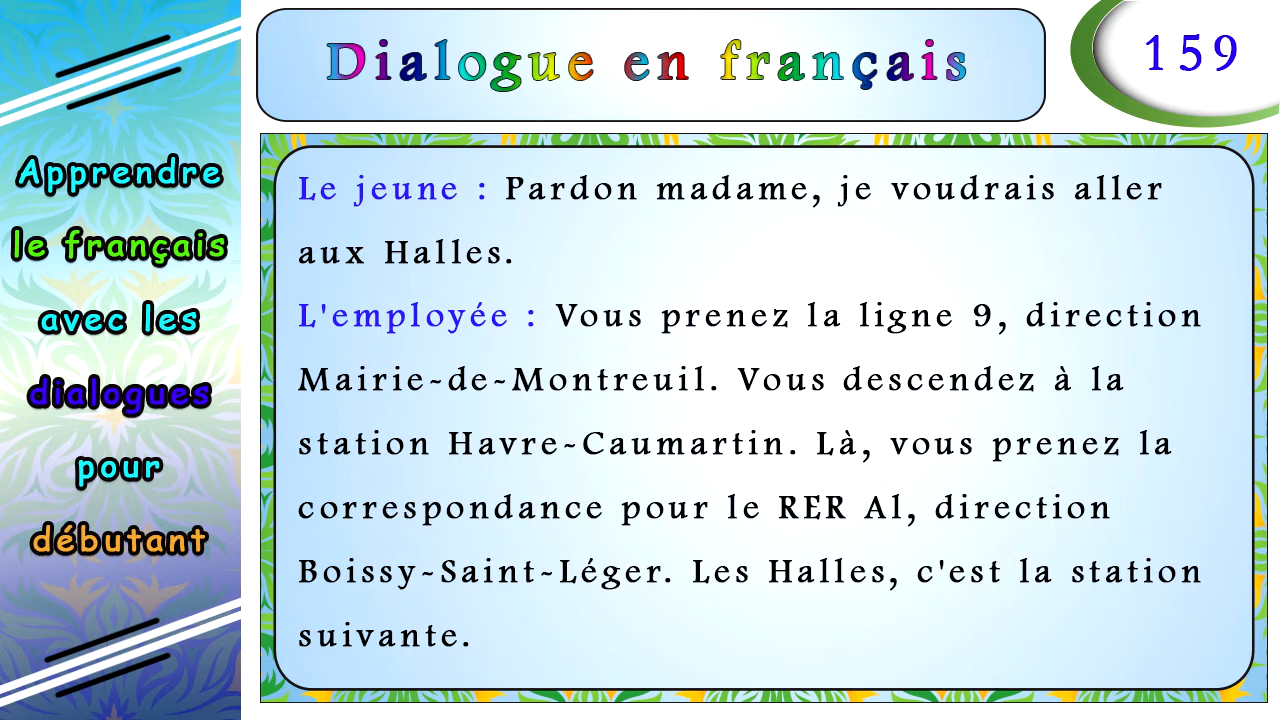 Dialogue en français
159
Apprendre
le français
avec les
dialogues
pour
débutant
Le jeune : Pardon madame, je voudrais aller
aux Halles.
L'employée : Vous prenez la ligne 9, direction
Mairie-de-Montreuil. Vous descendez à la
station Havre-Caumartin. Là, vous prenez la
correspondance pour le RER Al, direction
Boissy-Saint-Léger. Les Halles, c'est la station
suivante.